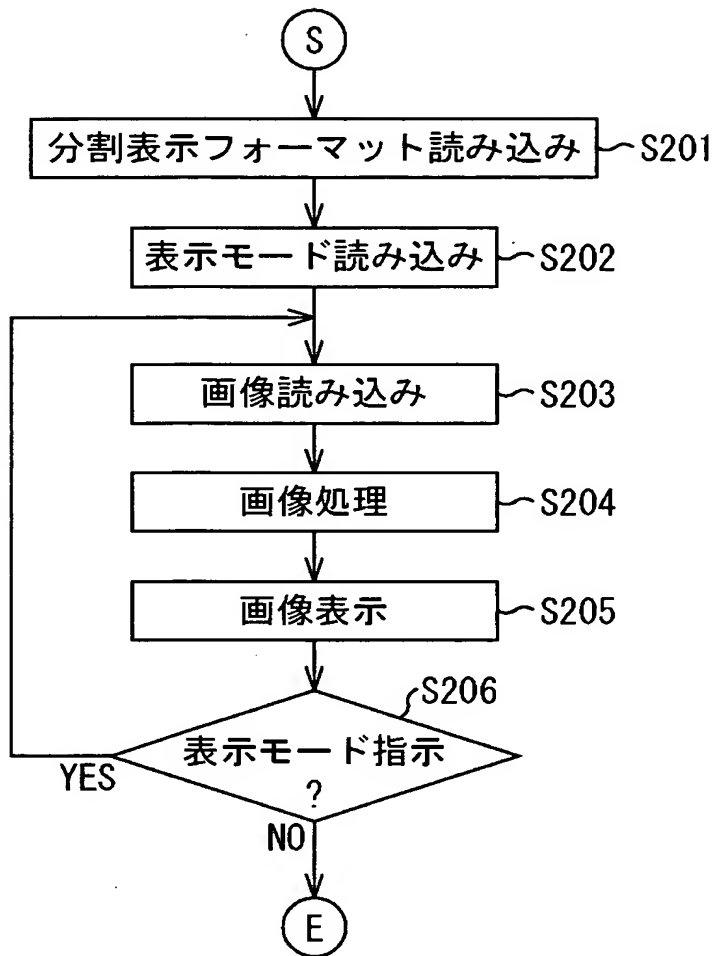 S
分割表示フォーマット読み込み
S201
表示モード読み込み
S202
画像読み込み
S203
画像処理
S204
画像表示
S205
S206
表示モード指示
?
YES
NO
E